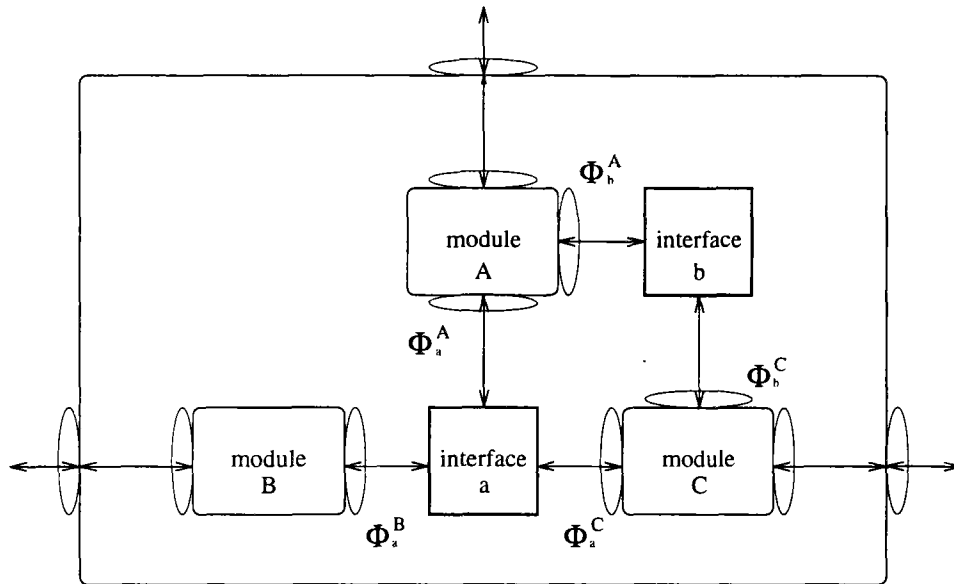 Φ_b^A
module
A
interface
b
Φ_a^A
Φ_b^C
module
B
interface
a
module
C
Φ_a^B
Φ_a^C